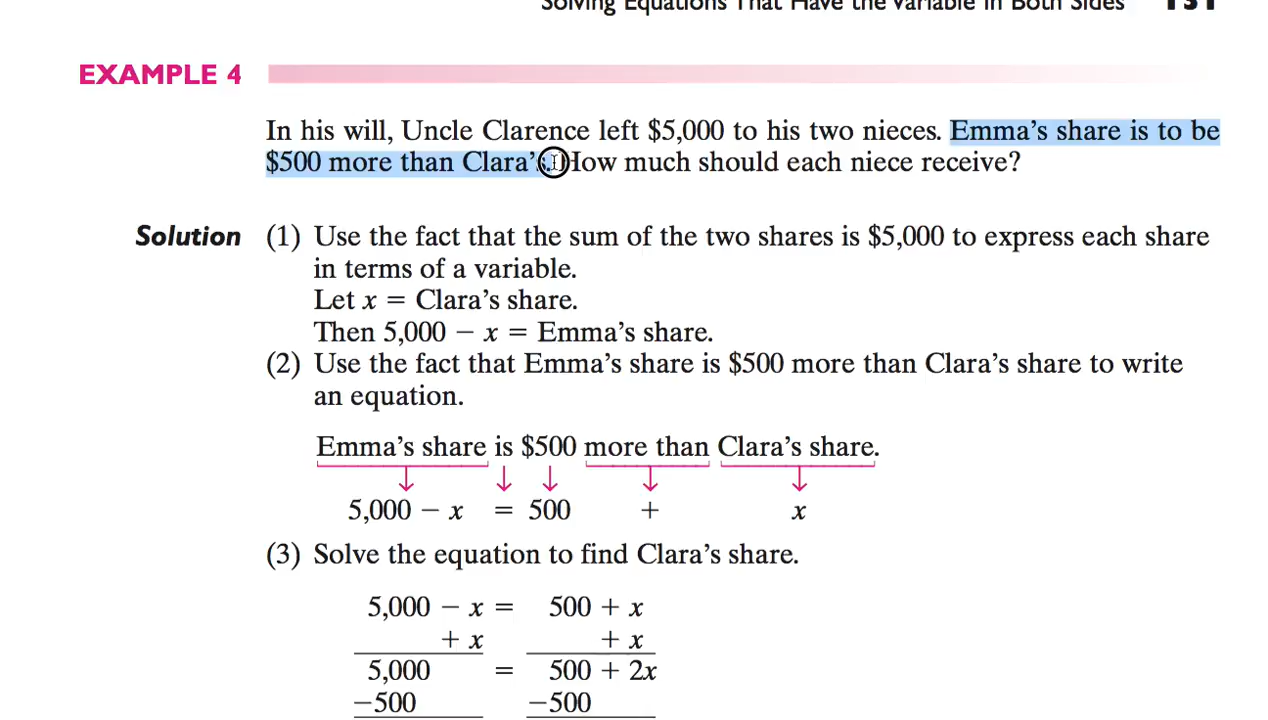 Solving Equations That Have the Variable in Both Sides 131
EXAMPLE 4
In his will, Uncle Clarence left $5,000 to his two nieces. Emma’s share is to be
$500 more than Clara’s. How much should each niece receive?
Solution (1) Use the fact that the sum of the two shares is $5,000 to express each share
in terms of a variable.
Let x = Clara’s share.
Then 5,000 − x = Emma’s share.
(2) Use the fact that Emma’s share is $500 more than Clara’s share to write
an equation.
Emma’s share is $500 more than Clara’s share.
5,000 − x = 500 + x
(3) Solve the equation to find Clara’s share.
5,000 − x = 500 + x
+ x + x
5,000 = 500 + 2x
−500 −500